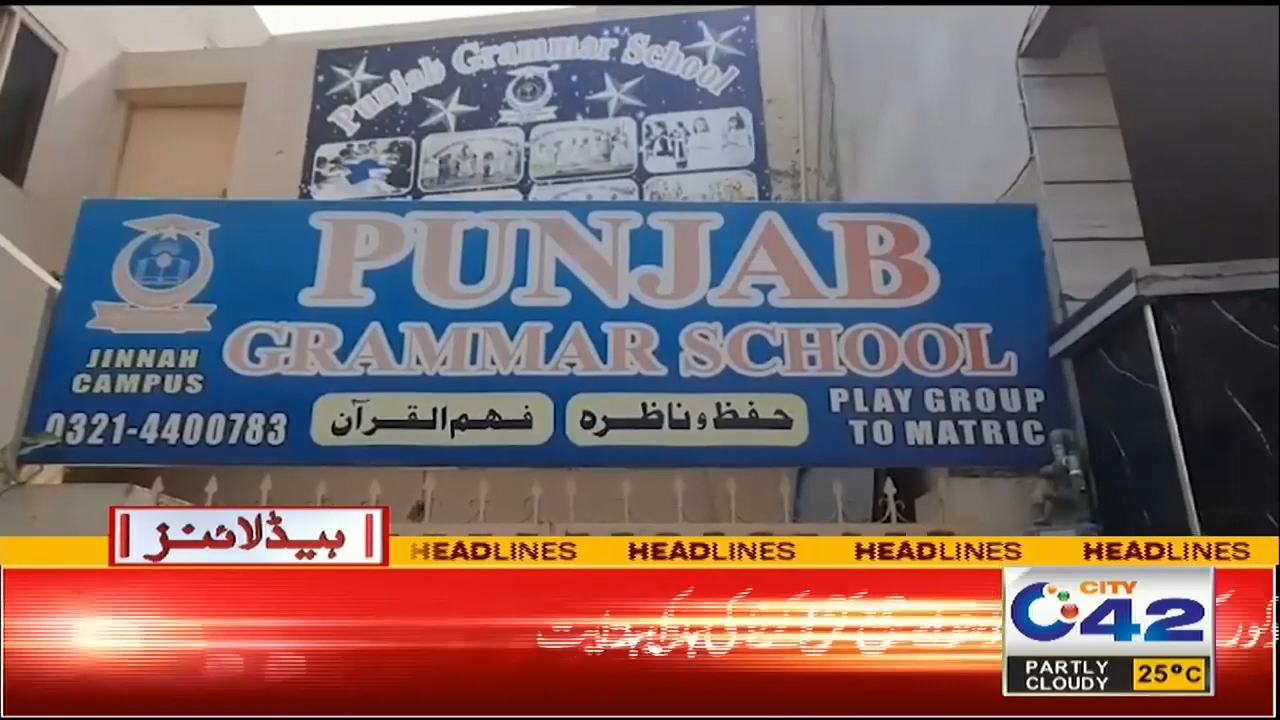 Punjab Grammar School
PUNJAB
GRAMMAR SCHOOL
JINNAH
CAMPUS
0321-4400783
فہم القرآن
حفظ و ناظرہ
PLAY GROUP
TO MATRIC
ہیڈلائنز
HEADLINES HEADLINES HEADLINES HEADLINES
CITY
42
PARTLY
CLOUDY
25°C